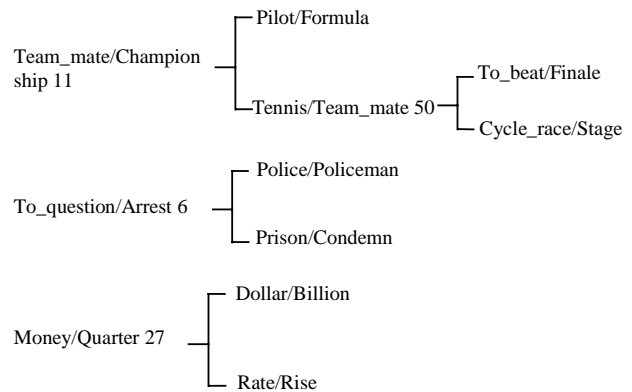 Pilot/Formula
Team_mate/Champion
ship 11
To_beat/Finale
Tennis/Team_mate 50
Cycle_race/Stage
Police/Policeman
To_question/Arrest 6
Prison/Condemn
Dollar/Billion
Money/Quarter 27
Rate/Rise